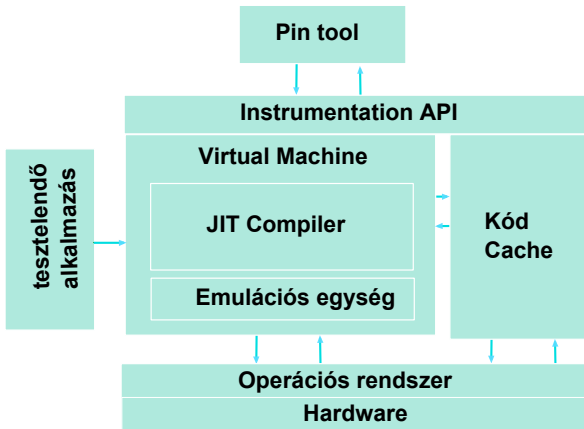 Pin tool
Instrumentation API
Virtual Machine
tesztelendő
alkalmazás
JIT Compiler
Kód
Cache
Emulációs egység
Operációs rendszer
Hardware